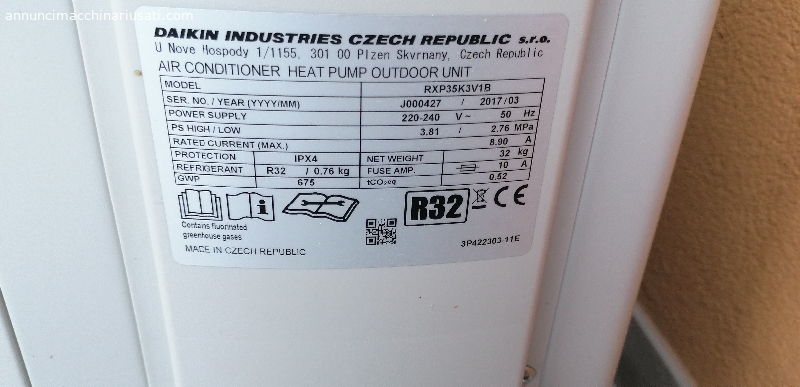 annuncimacchinariusati.com
DAIKIN INDUSTRIES CZECH REPUBLIC s.r.o.
U Nove Hospody 1/1155, 301 00 Plzen Skvrnany, Czech Republic
AIR CONDITIONER HEAT PUMP OUTDOOR UNIT
MODEL RXP35K3V1B
SER. NO. / YEAR (YYYY/MM) J000427 / 2017/03
POWER SUPPLY 220-240 V~ 50 Hz
PS HIGH / LOW 3.81 / 2.76 MPa
RATED CURRENT (MAX.) 8.90 A
PROTECTION IPX4 NET WEIGHT 32 kg
REFRIGERANT R32 / 0.76 kg FUSE AMP. 10 A
GWP 675 tCO₂eq 0.52
i R32 CE
Contains fluorinated
greenhouse gases
MADE IN CZECH REPUBLIC 3P422303-11E